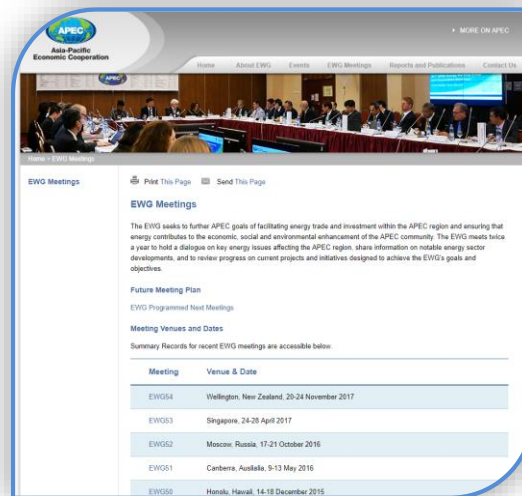 APEC
Asia-Pacific
Economic Cooperation
MORE ON APEC
Home About EWG Events EWG Meetings Reports and Publications Contact Us
APEC
Home > EWG Meetings
EWG Meetings
Print This Page Send This Page
EWG Meetings
The EWG seeks to further APEC goals of facilitating energy trade and investment within the APEC region and ensuring that
energy contributes to the economic, social and environmental enhancement of the APEC community. The EWG meets twice
a year to hold a dialogue on key energy issues affecting the APEC region, share information on notable energy sector
developments, and to review progress on current projects and initiatives designed to achieve the EWG's goals and
objectives.
Future Meeting Plan
EWG Programmed Next Meetings
Meeting Venues and Dates
Summary Records for recent EWG meetings are accessible below.
Meeting Venue & Date
EWG54 Wellington, New Zealand, 20-24 November 2017
EWG53 Singapore, 24-28 April 2017
EWG52 Moscow, Russia, 17-21 October 2016
EWG51 Canberra, Auslialia, 9-13 May 2016
EWG50 Honolu, Hawaii, 14-18 December 2015